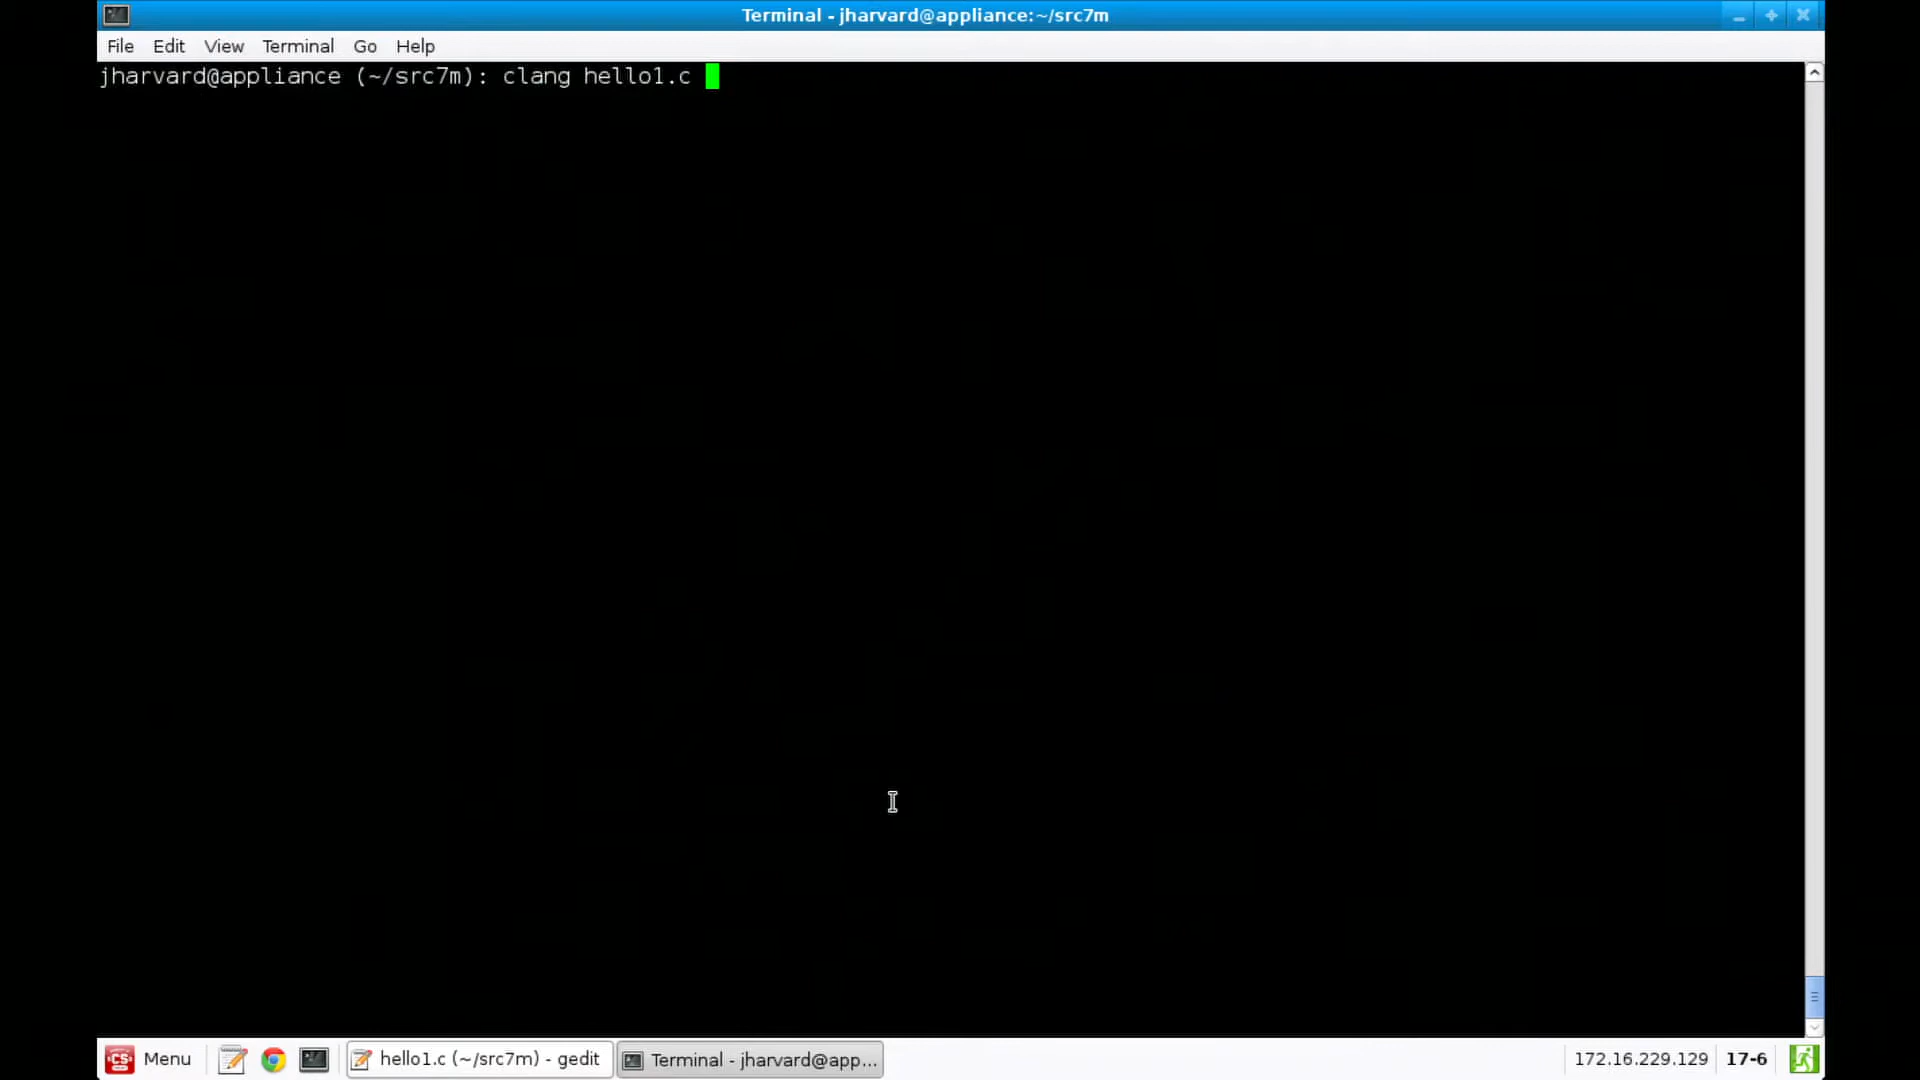 Terminal - jharvard@appliance:~/src7m
File Edit View Terminal Go Help
jharvard@appliance (~/src7m): clang hello1.c
CS Menu hello1.c (~/src7m) - gedit Terminal - jharvard@app... 172.16.229.129 17-6